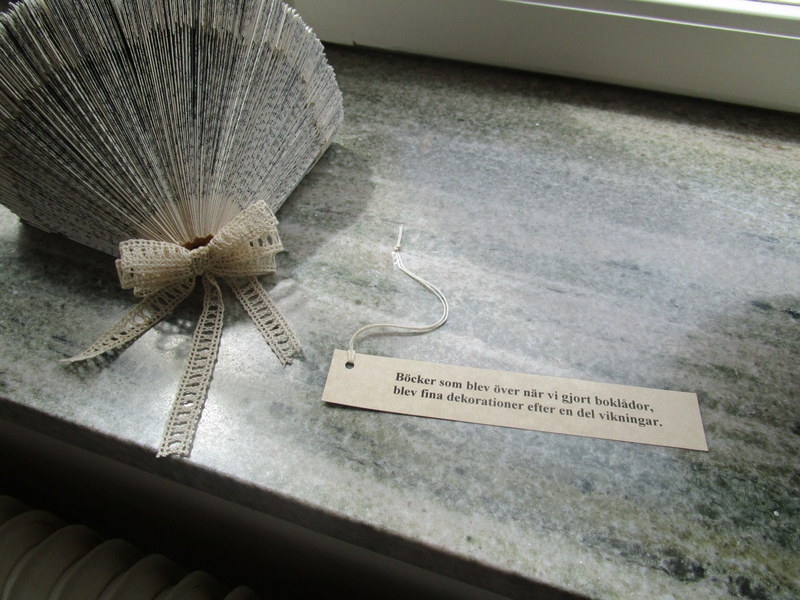 Böcker som blev över när vi gjort boklådor,
blev fina dekorationer efter en del vikningar.